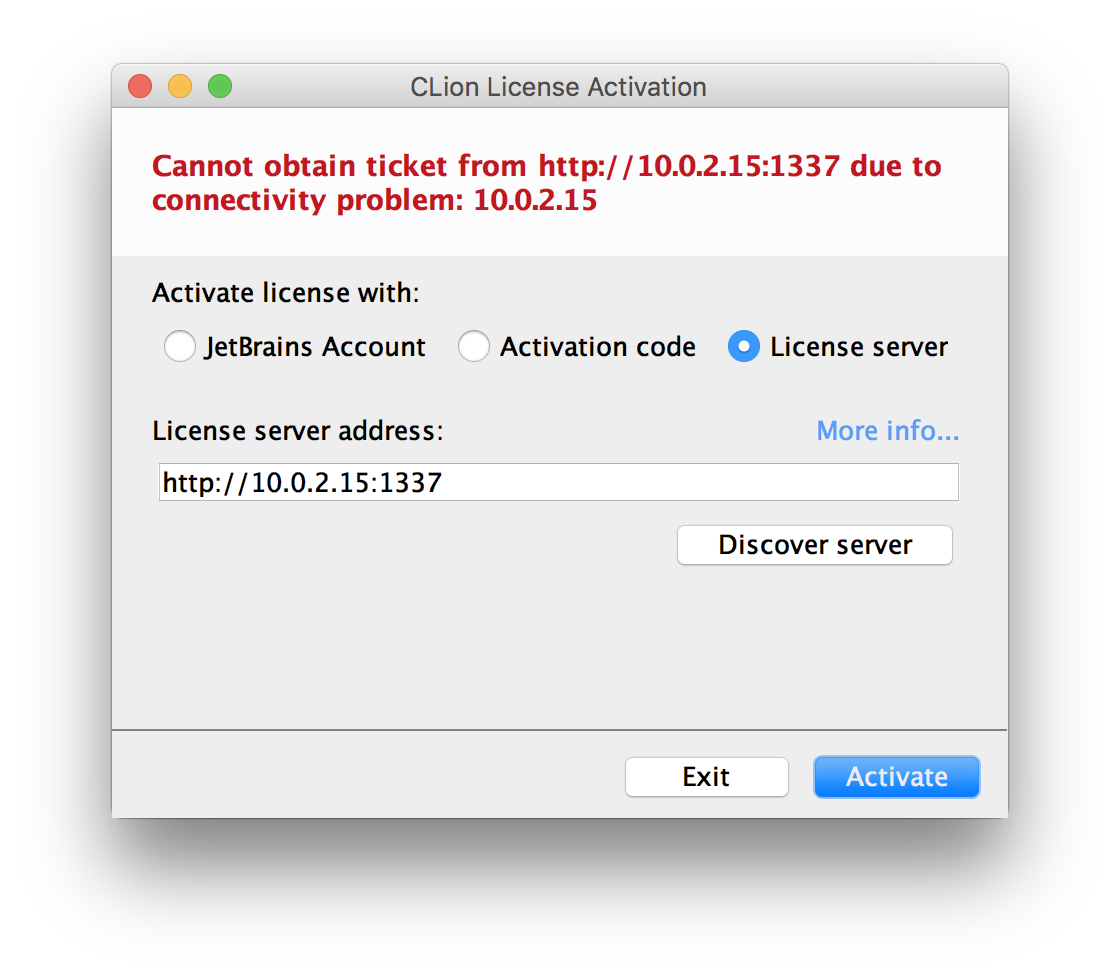 CLion License Activation
Cannot obtain ticket from http://10.0.2.15:1337 due to
connectivity problem: 10.0.2.15
Activate license with:
JetBrains Account Activation code License server
License server address: More info...
http://10.0.2.15:1337
Discover server
Exit Activate